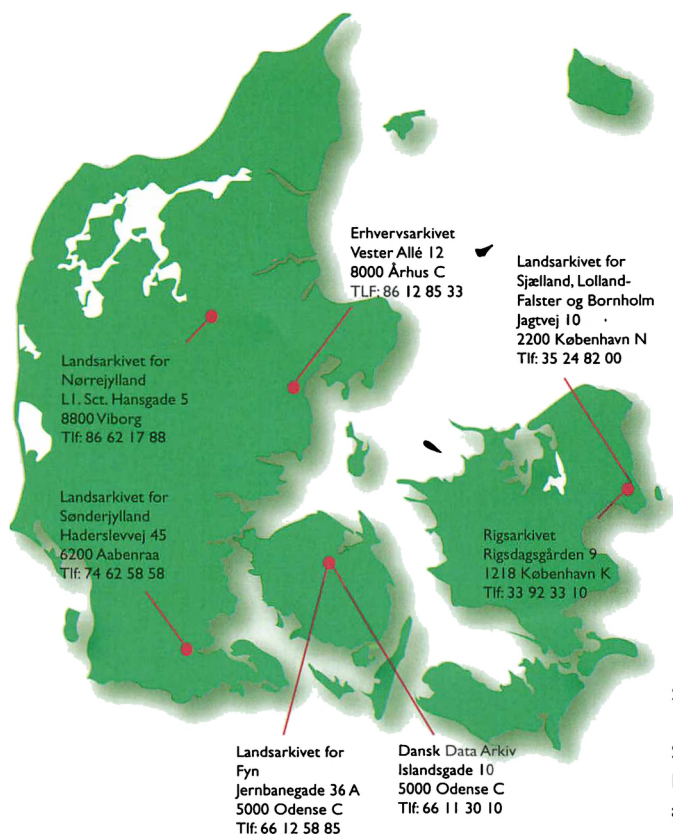 Erhvervsarkivet
Vester Allé 12
8000 Århus C
TLF: 86 12 85 33
Landsarkivet for
Sjælland, Lolland-
Falster og Bornholm
Jagtvej 10
2200 København N
Tlf: 35 24 82 00
Landsarkivet for
Nørrejylland
Ll. Sct. Hansgade 5
8800 Viborg
Tlf: 86 62 17 88
Landsarkivet for
Sønderjylland
Haderslevvej 45
6200 Aabenraa
Tlf: 74 62 58 58
Rigsarkivet
Rigsdagsgården 9
1218 København K
Tlf: 33 92 33 10
Landsarkivet for
Fyn
Jernbanegade 36 A
5000 Odense C
Tlf: 66 12 58 85
Dansk Data Arkiv
Islandsgade 10
5000 Odense C
Tlf: 66 11 30 10